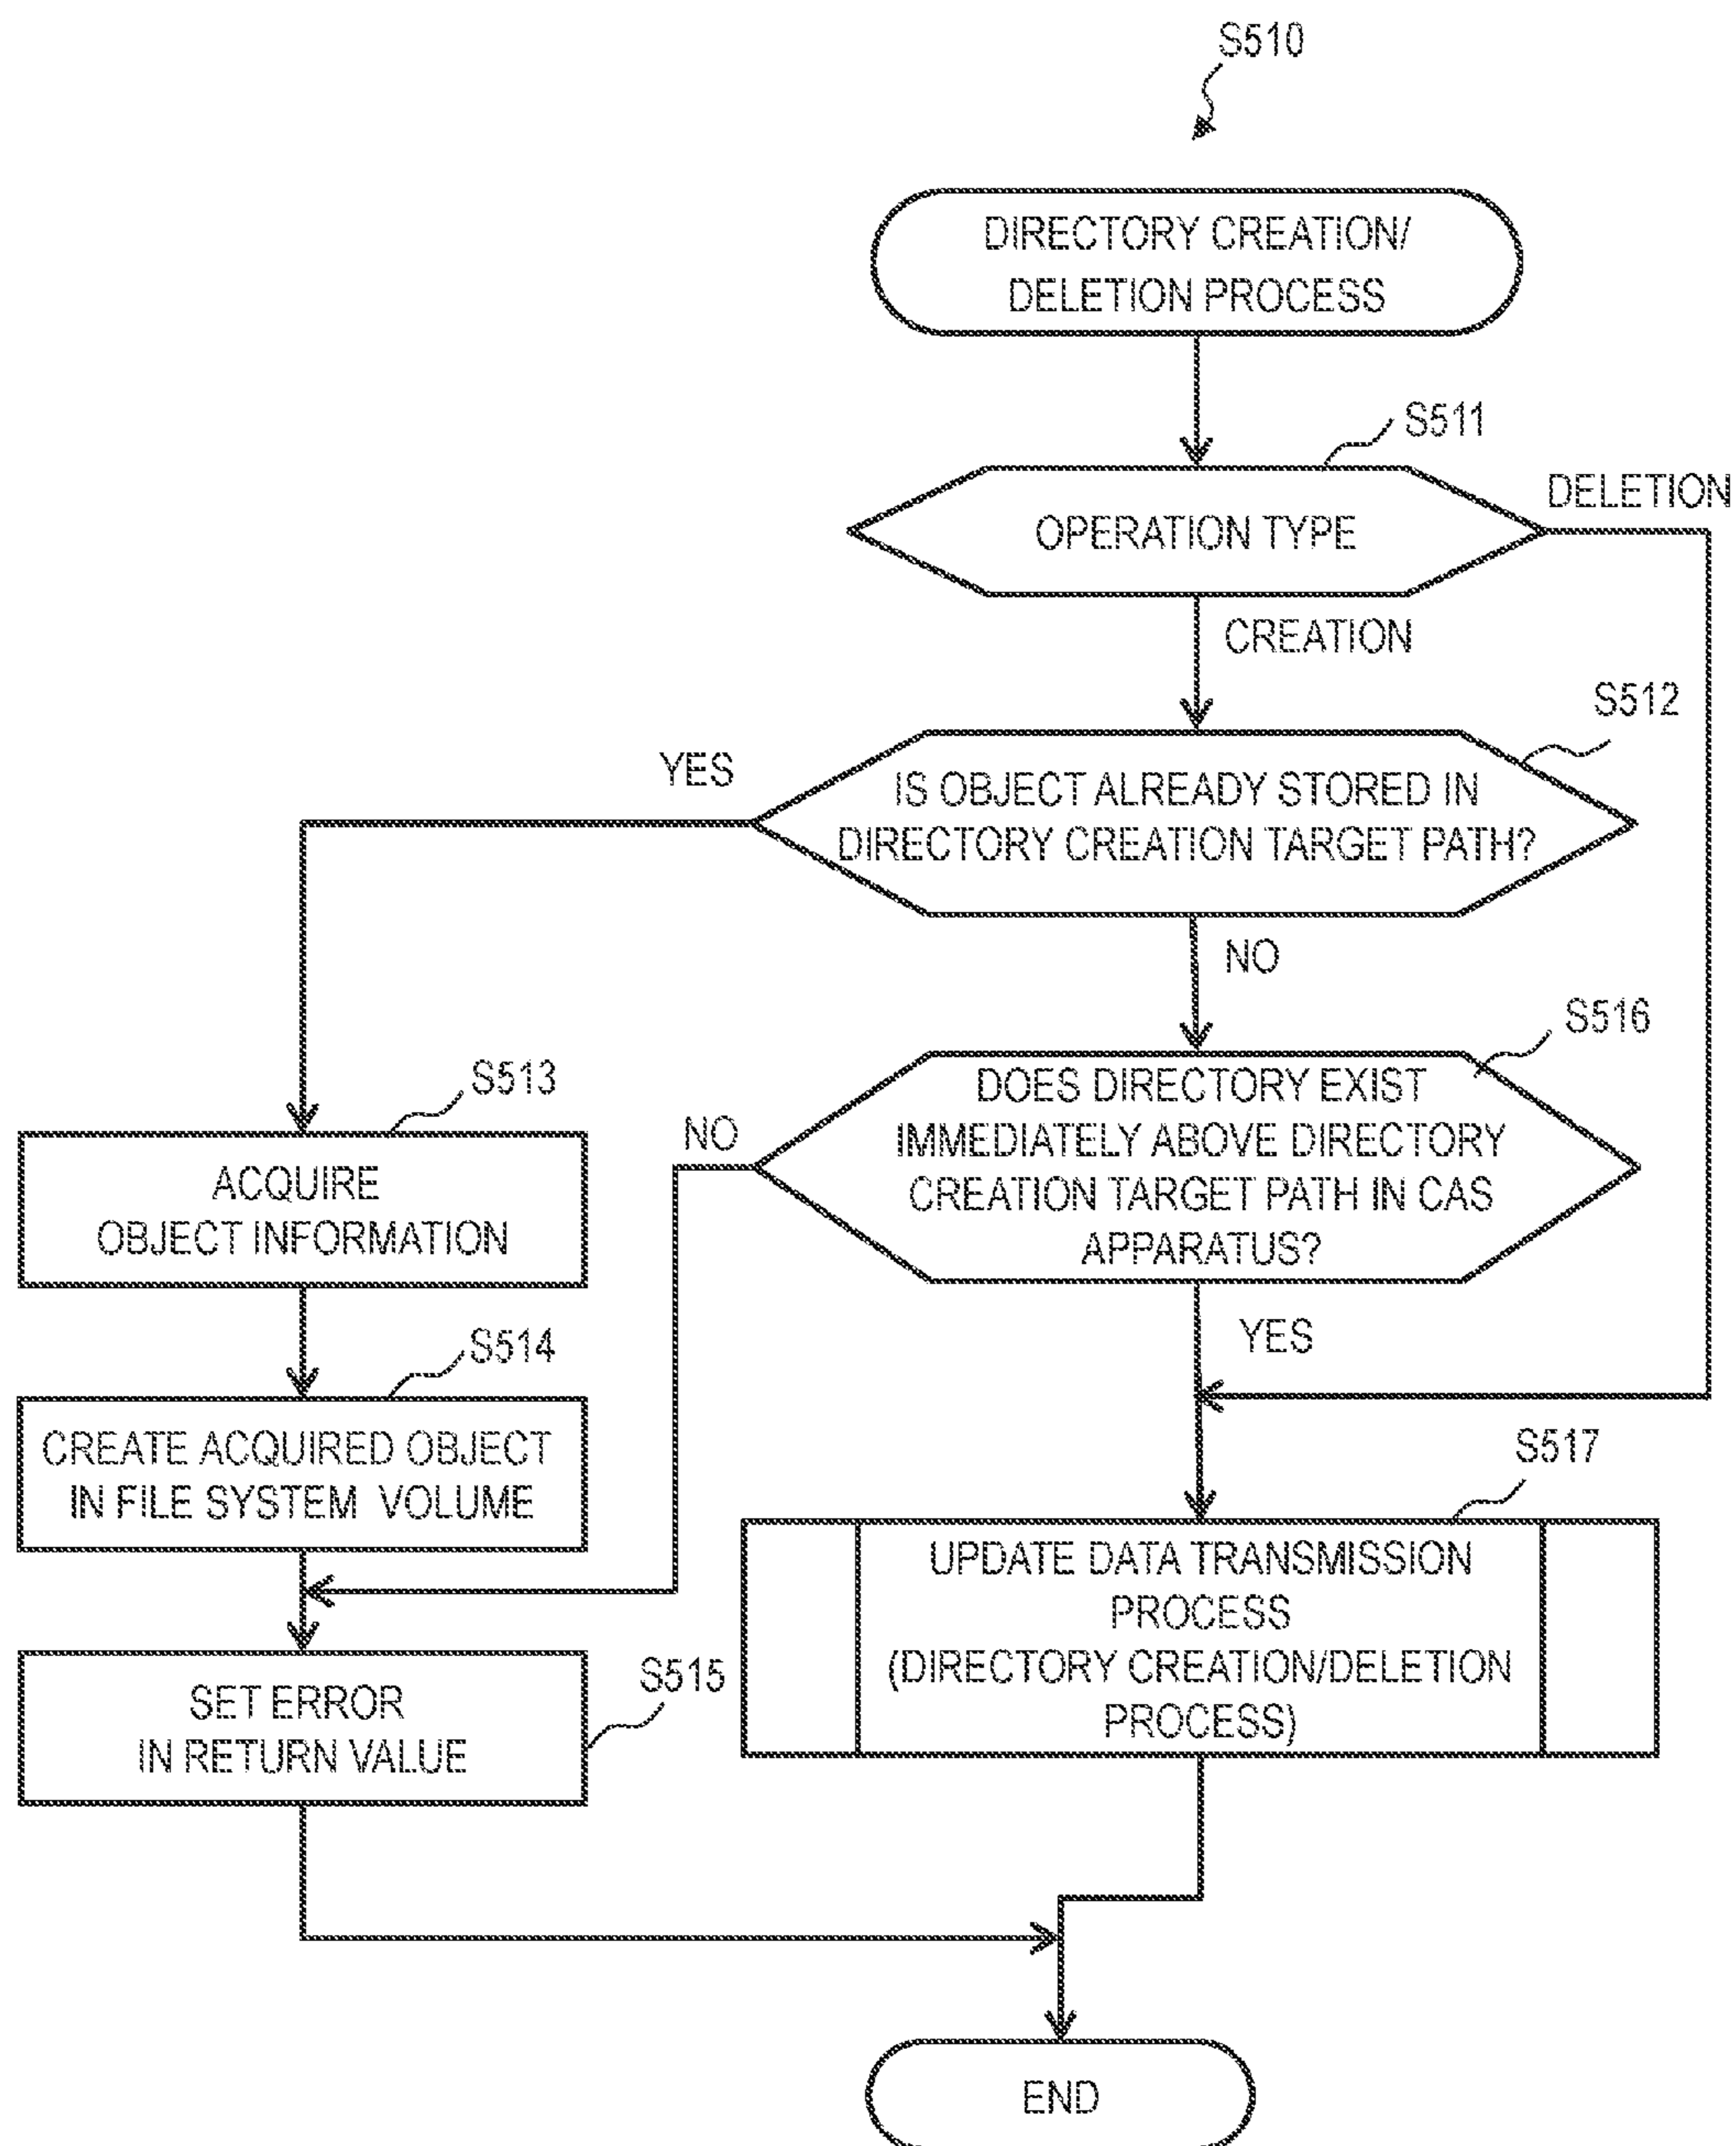 S510
DIRECTORY CREATION/
DELETION PROCESS
S511
DELETION
OPERATION TYPE
CREATION
S512
YES
IS OBJECT ALREADY STORED IN
DIRECTORY CREATION TARGET PATH?
NO
S516
S513
DOES DIRECTORY EXIST
IMMEDIATELY ABOVE DIRECTORY
CREATION TARGET PATH IN CAS
APPARATUS?
NO
ACQUIRE
OBJECT INFORMATION
YES
S514
CREATE ACQUIRED OBJECT
IN FILE SYSTEM VOLUME
S517
UPDATE DATA TRANSMISSION
PROCESS
(DIRECTORY CREATION/DELETION
PROCESS)
S515
SET ERROR
IN RETURN VALUE
END